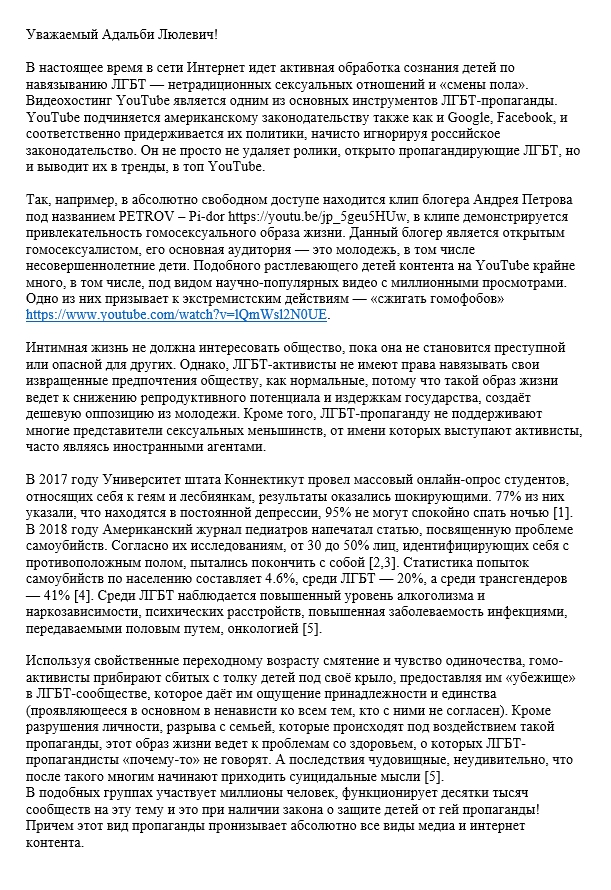 Уважаемый Адальби Люлевич!
В настоящее время в сети Интернет идет активная обработка сознания детей по
навязыванию ЛГБТ — нетрадиционных сексуальных отношений и «смены пола».
Видеохостинг YouTube является одним из основных инструментов ЛГБТ-пропаганды.
YouTube подчиняется американскому законодательству также как и Google, Facebook, и
соответственно придерживается их политики, начисто игнорируя российское
законодательство. Он не просто не удаляет ролики, открыто пропагандирующие ЛГБТ, но
и выводит их в тренды, в топ YouTube.
Так, например, в абсолютно свободном доступе находится клип блогера Андрея Петрова
под названием PETROV – Pi-dor https://youtu.be/jp_5geu5HUw, в клипе демонстрируется
привлекательность гомосексуального образа жизни. Данный блогер является открытым
гомосексуалистом, его основная аудитория — это молодежь, в том числе
несовершеннолетние дети. Подобного растлевающего детей контента на YouTube крайне
много, в том числе, под видом научно-популярных видео с миллионными просмотрами.
Одно из них призывает к экстремистским действиям — «сжигать гомофобов»
https://www.youtube.com/watch?v=lQmWsl2N0UE.
Интимная жизнь не должна интересовать общество, пока она не становится преступной
или опасной для других. Однако, ЛГБТ-активисты не имеют права навязывать свои
извращенные предпочтения обществу, как нормальные, потому что такой образ жизни
ведет к снижению репродуктивного потенциала и издержкам государства, создаёт
дешевую оппозицию из молодежи. Кроме того, ЛГБТ-пропаганду не поддерживают
многие представители сексуальных меньшинств, от имени которых выступают активисты,
часто являясь иностранными агентами.
В 2017 году Университет штата Коннектикут провел массовый онлайн-опрос студентов,
относящих себя к геям и лесбиянкам, результаты оказались шокирующими. 77% из них
указали, что находятся в постоянной депрессии, 95% не могут спокойно спать ночью [1].
В 2018 году Американский журнал педиатров напечатал статью, посвященную проблеме
самоубийств. Согласно их исследованиям, от 30 до 50% лиц, идентифицирующих себя с
противоположным полом, пытались покончить с собой [2,3]. Статистика попыток
самоубийств по населению составляет 4.6%, среди ЛГБТ — 20%, а среди трансгендеров
— 41% [4]. Среди ЛГБТ наблюдается повышенный уровень алкоголизма и
наркозависимости, психических расстройств, повышенная заболеваемость инфекциями,
передаваемыми половым путем, онкологией [5].
Используя свойственные переходному возрасту смятение и чувство одиночества, гомо-
активисты прибирают сбитых с толку детей под своё крыло, предоставляя им «убежище»
в ЛГБТ-сообществе, которое даёт им ощущение принадлежности и единства
(проявляющееся в основном в ненависти ко всем тем, кто с ними не согласен). Кроме
разрушения личности, разрыва с семьей, которые происходят под воздействием такой
пропаганды, этот образ жизни ведет к проблемам со здоровьем, о которых ЛГБТ-
пропагандисты «почему-то» не говорят. А последствия чудовищные, неудивительно, что
после такого многим начинают приходить суицидальные мысли [5].
В подобных группах участвует миллионы человек, функционирует десятки тысяч
сообществ на эту тему и это при наличии закона о защите детей от гей пропаганды!
Причем этот вид пропаганды пронизывает абсолютно все виды медиа и интернет
контента.